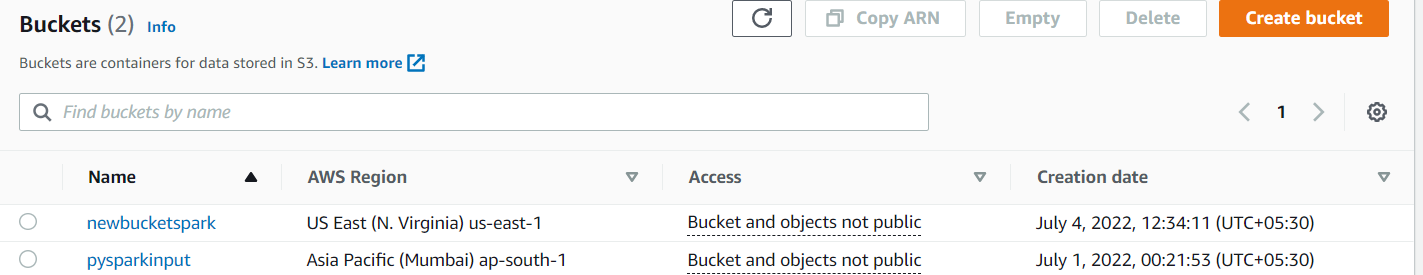 Buckets (2) Info
Copy ARN Empty Delete Create bucket
Buckets are containers for data stored in S3. Learn more
Find buckets by name
1
Name AWS Region Access Creation date
newbucketspark US East (N. Virginia) us-east-1 Bucket and objects not public July 4, 2022, 12:34:11 (UTC+05:30)
pysparkinput Asia Pacific (Mumbai) ap-south-1 Bucket and objects not public July 1, 2022, 00:21:53 (UTC+05:30)